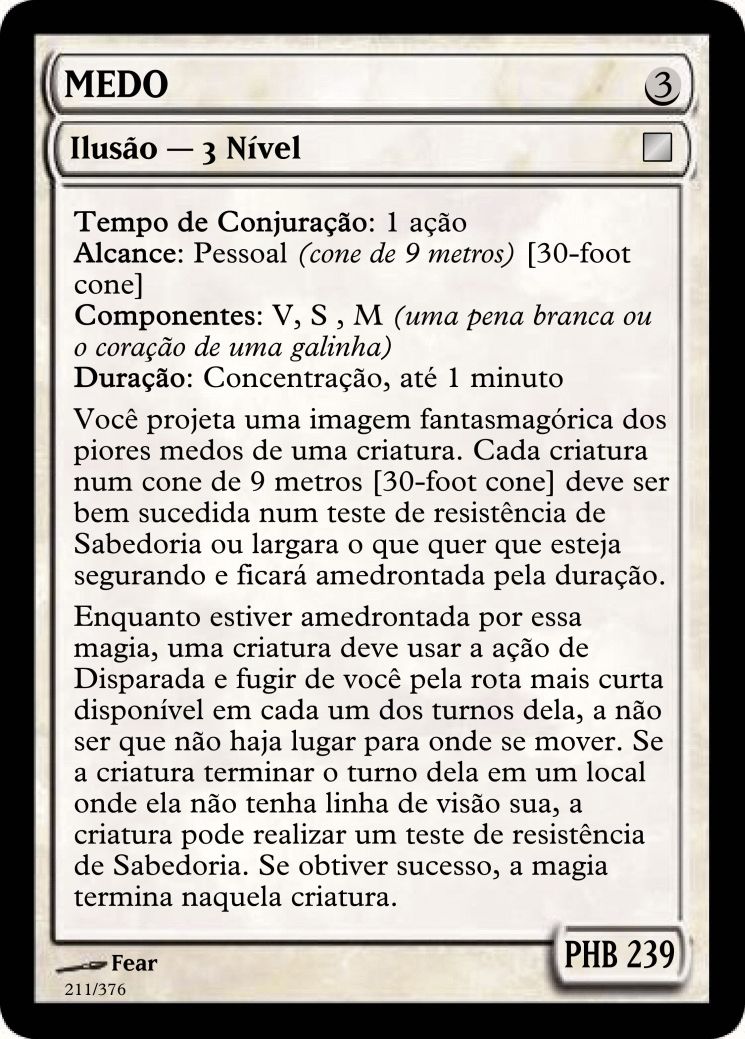 MEDO
3
Ilusão — 3 Nível
Tempo de Conjuração: 1 ação
Alcance: Pessoal (cone de 9 metros) [30-foot
cone]
Componentes: V, S , M (uma pena branca ou
o coração de uma galinha)
Duração: Concentração, até 1 minuto
Você projeta uma imagem fantasmagórica dos
piores medos de uma criatura. Cada criatura
num cone de 9 metros [30-foot cone] deve ser
bem sucedida num teste de resistência de
Sabedoria ou largara o que quer que esteja
segurando e ficará amedrontada pela duração.
Enquanto estiver amedrontada por essa
magia, uma criatura deve usar a ação de
Disparada e fugir de você pela rota mais curta
disponível em cada um dos turnos dela, a não
ser que não haja lugar para onde se mover. Se
a criatura terminar o turno dela em um local
onde ela não tenha linha de visão sua, a
criatura pode realizar um teste de resistência
de Sabedoria. Se obtiver sucesso, a magia
termina naquela criatura.
PHB 239
Fear
211/376